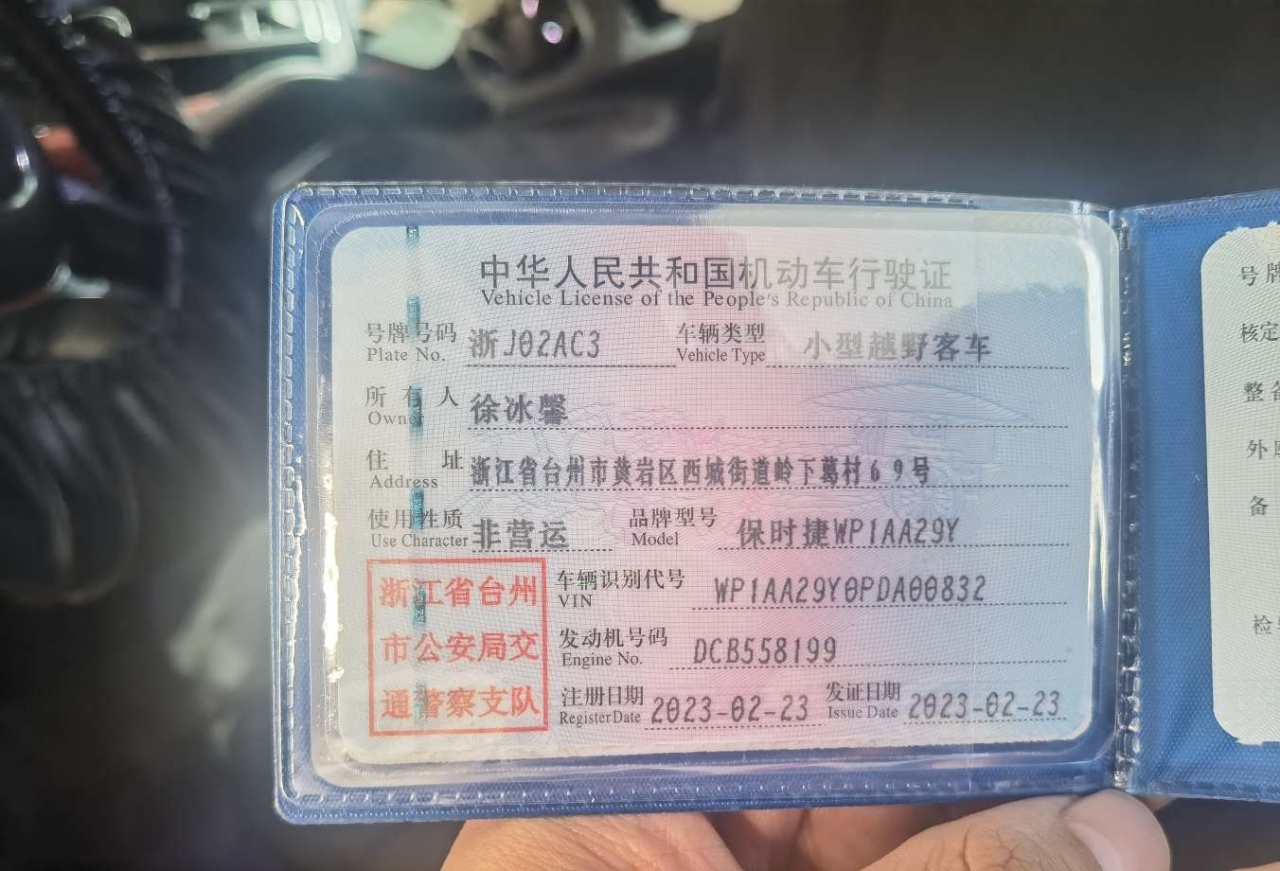 中华人民共和国机动车行驶证
Vehicle License of the People's Republic of China
号牌号码 浙J02AC3 车辆类型 小型越野客车
Plate No. Vehicle Type
所有人 徐冰馨
Owner
住址 浙江省台州市黄岩区西城街道岭下葛村69号
Address
使用性质 非营运 品牌型号 保时捷WP1AA29Y
Use Character Model
浙江省台州
市公安局交
通警察支队
车辆识别代号 WP1AA29Y0PDA00832
VIN
发动机号码 DCB558199
Engine No.
注册日期 2023-02-23 发证日期 2023-02-23
Register Date Issue Date
号牌
核定
整备
外廓
备
检验